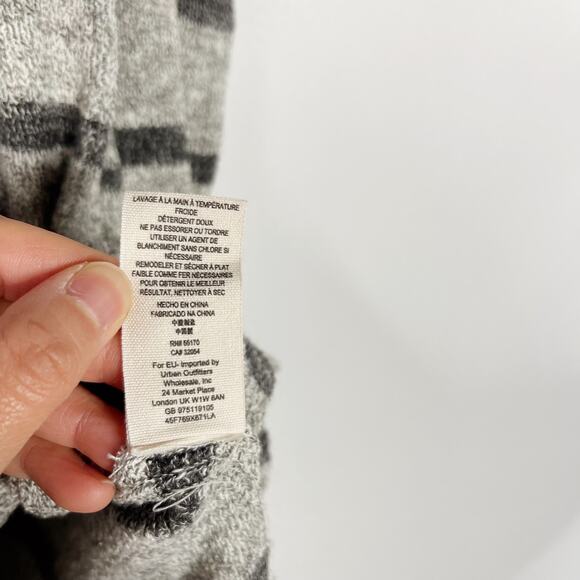 LAVAGE À LA MAIN À TEMPÉRATURE
FROIDE
DÉTERGENT DOUX
NE PAS ESSORER OU TORDRE
UTILISER UN AGENT DE
BLANCHIMENT SANS CHLORE SI
NÉCESSAIRE
REMODELER ET SÉCHER À PLAT
FAIBLE COMME FER NÉCESSAIRES
POUR OBTENIR LE MEILLEUR
RÉSULTAT, NETTOYER À SEC
HECHO EN CHINA
FABRICADO NA CHINA
中國製造
中国製
RN# 66170
CA# 32054
For EU- Imported by
Urban Outfitters
Wholesale, Inc
24 Market Place
London UK W1W 8AN
GB 975119105
45F769X671LA